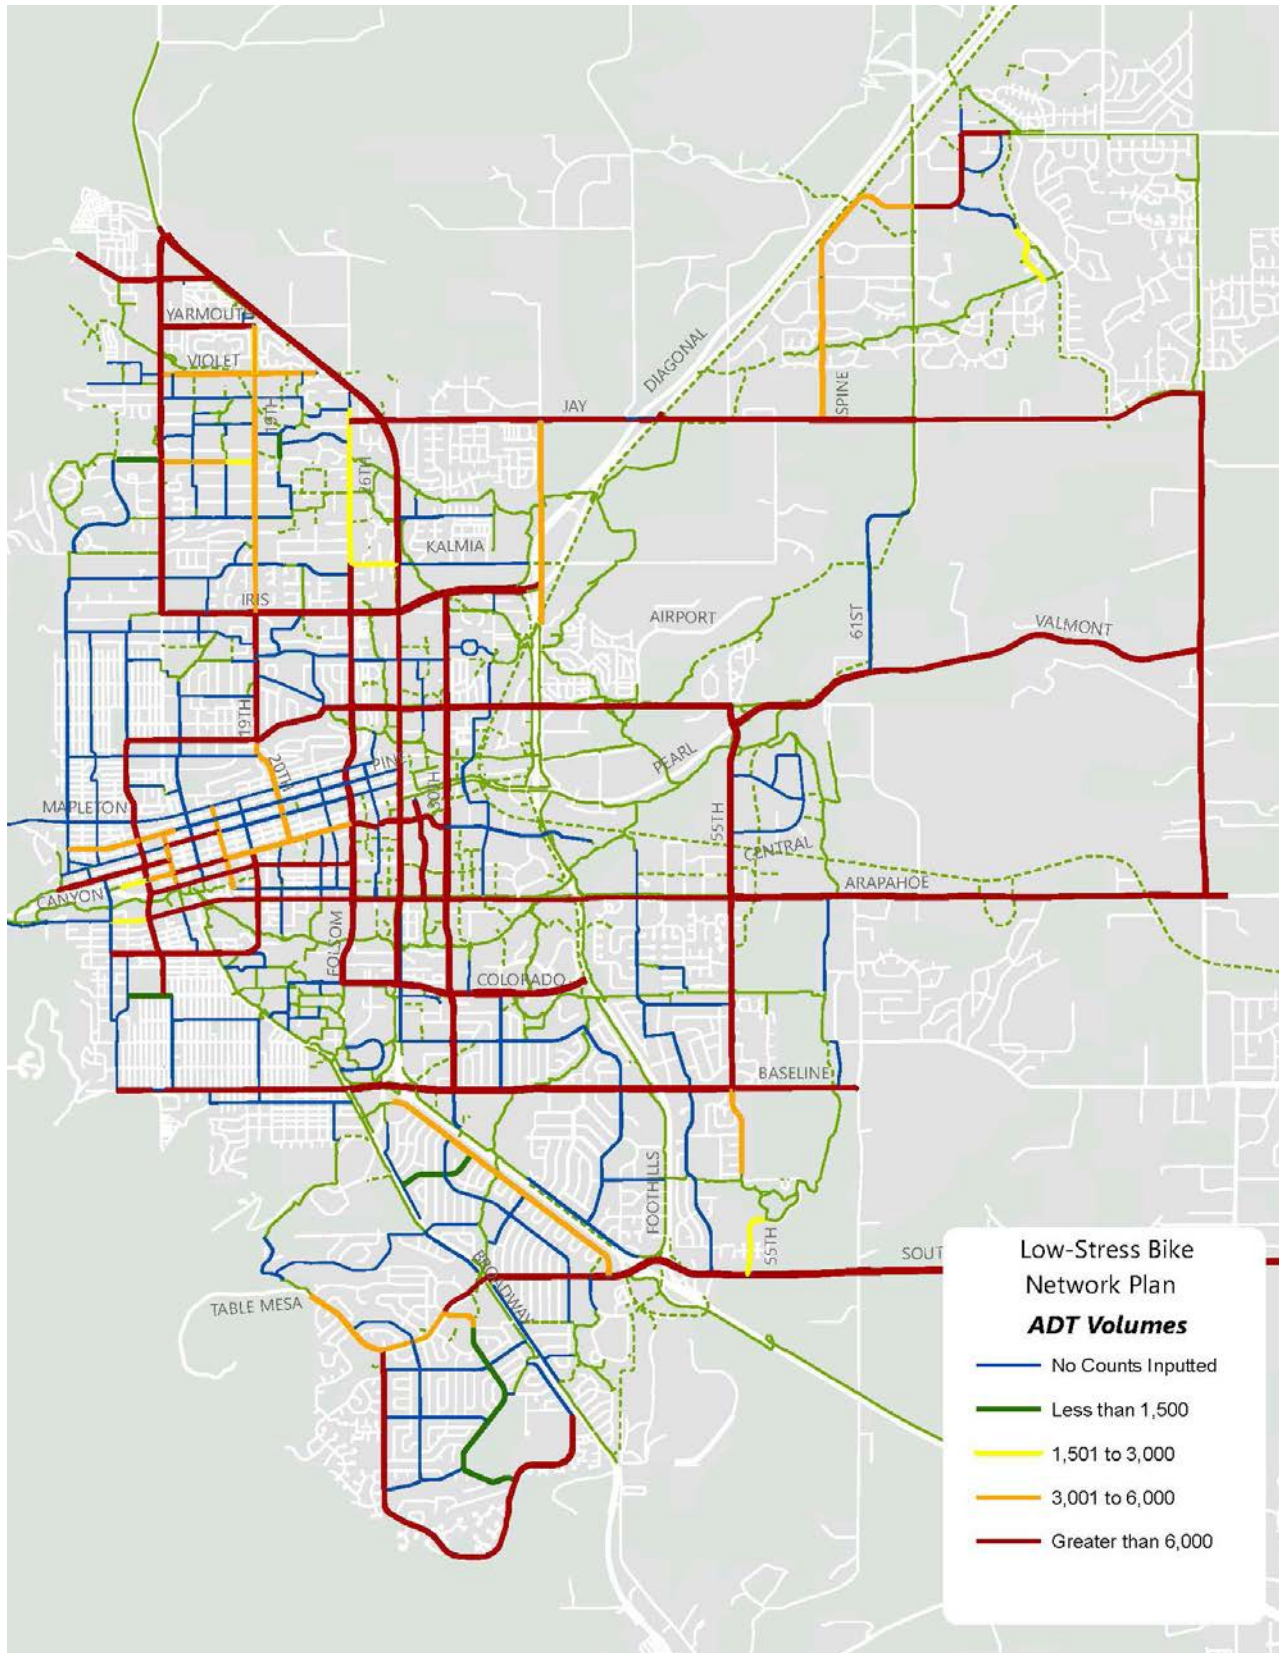 YARMOUTH
VIOLET
19TH
26TH
JAY
DIAGONAL
SPINE
KALMIA
IRIS
AIRPORT
61ST
VALMONT
19TH
20TH
PINE
30TH
PEARL
MAPLETON
55TH
CENTRAL
CANYON
ARAPAHOE
FOLSOM
COLORADO
BASELINE
FOOTHILLS
55TH
BROADWAY
TABLE MESA
SOUT
Low-Stress Bike
Network Plan
ADT Volumes
No Counts Inputted
Less than 1,500
1,501 to 3,000
3,001 to 6,000
Greater than 6,000